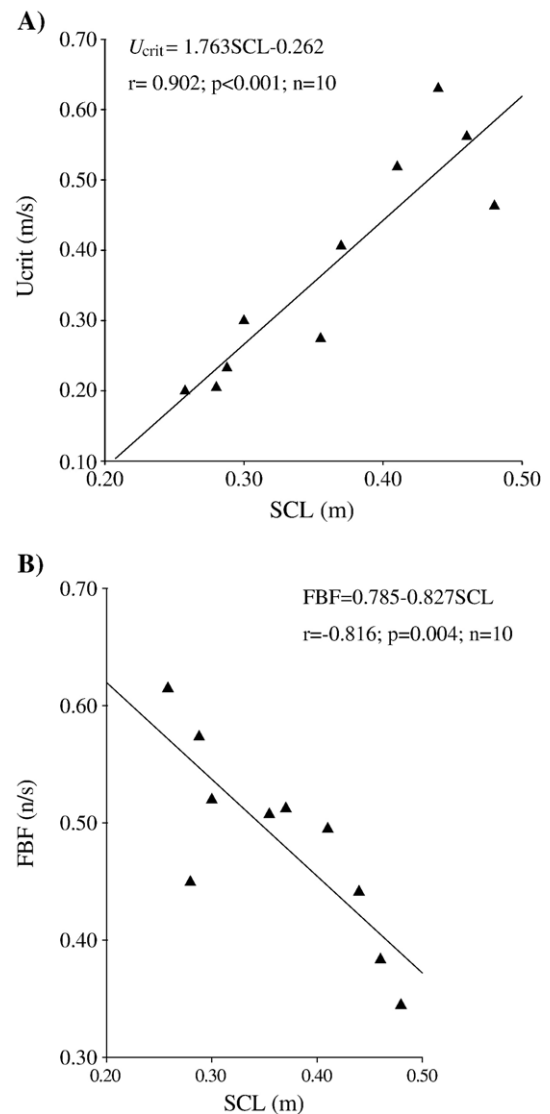 A)
0.70
U_crit= 1.763SCL-0.262
r= 0.902; p<0.001; n=10
0.60
0.50
0.40
0.30
0.20
0.10
Ucrit (m/s)
0.20 0.30 0.40 0.50
SCL (m)
B)
0.70
FBF=0.785-0.827SCL
r=-0.816; p=0.004; n=10
0.60
0.50
0.40
0.30
FBF (n/s)
0.20 0.30 0.40 0.50
SCL (m)